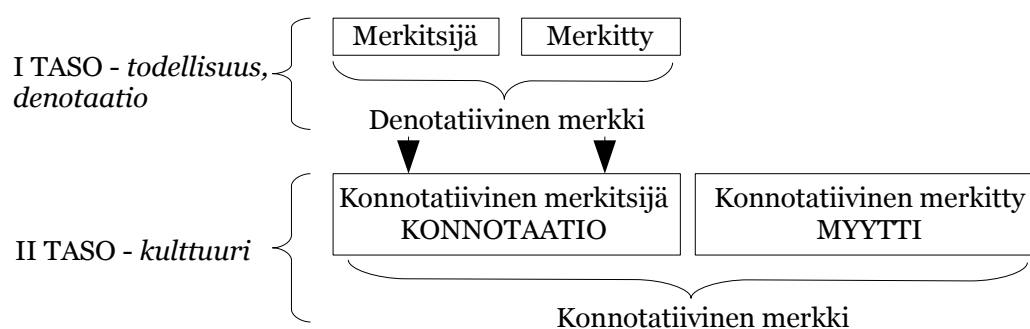 Merkitsijä
Merkitty
I TASO - todellisuus,
denotaatio
Denotatiivinen merkki
Konnotatiivinen merkitsijä
KONNOTAATIO
Konnotatiivinen merkitty
MYYTTI
II TASO - kulttuuri
Konnotatiivinen merkki